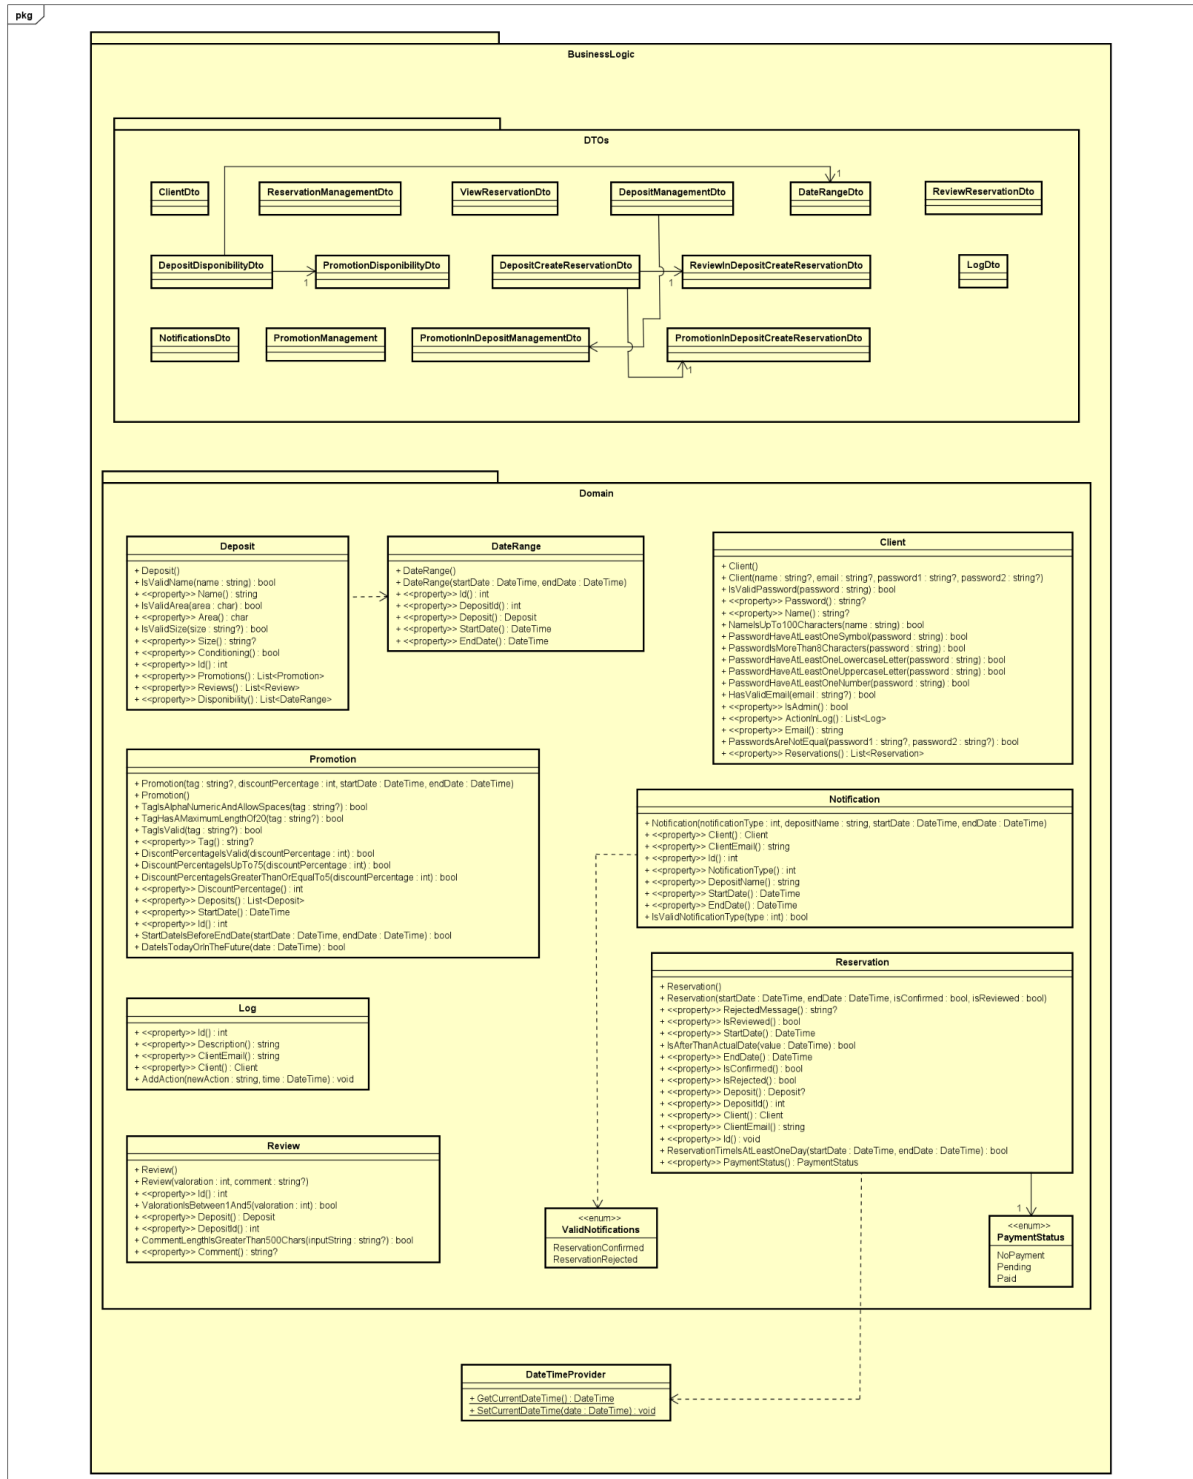 pkg
BusinessLogic
DTOs
1
ClientDto
ReservationManagementDto
ViewReservationDto
DepositManagementDto
DateRangeDto
ReviewReservationDto
DepositDisponibilityDto
PromotionDisponibilityDto
DepositCreateReservationDto
ReviewInDepositCreateReservationDto
LogDto
1
1
NotificationsDto
PromotionManagement
PromotionInDepositManagementDto
PromotionInDepositCreateReservationDto
1
Domain
Deposit
+ Deposit()
+ IsValidName(name : string) : bool
+ <<property>> Name() : string
+ IsValidArea(area : char) : bool
+ <<property>> Area() : char
+ IsValidSize(size : string?) : bool
+ <<property>> Size() : string?
+ <<property>> Conditioning() : bool
+ <<property>> Id() : int
+ <<property>> Promotions() : List<Promotion>
+ <<property>> Reviews() : List<Review>
+ <<property>> Disponibility() : List<DateRange>
DateRange
+ DateRange()
+ DateRange(startDate : DateTime, endDate : DateTime)
+ <<property>> Id() : int
+ <<property>> DepositId() : int
+ <<property>> Deposit() : Deposit
+ <<property>> StartDate() : DateTime
+ <<property>> EndDate() : DateTime
Client
+ Client()
+ Client(name : string?, email : string?, password1 : string?, password2 : string?)
+ IsValidPassword(password : string) : bool
+ <<property>> Password() : string?
+ <<property>> Name() : string?
+ NameIsUpTo100Characters(name : string) : bool
+ PasswordHaveAtLeastOneSymbol(password : string) : bool
+ PasswordIsMoreThan8Characters(password : string) : bool
+ PasswordHaveAtLeastOneLowercaseLetter(password : string) : bool
+ PasswordHaveAtLeastOneUppercaseLetter(password : string) : bool
+ PasswordHaveAtLeastOneNumber(password : string) : bool
+ HasValidEmail(email : string?) : bool
+ <<property>> IsAdmin() : bool
+ <<property>> ActionInLog() : List<Log>
+ <<property>> Email() : string
+ PasswordsAreNotEqual(password1 : string?, password2 : string?) : bool
+ <<property>> Reservations() : List<Reservation>
Promotion
+ Promotion(tag : string?, discountPercentage : int, startDate : DateTime, endDate : DateTime)
+ Promotion()
+ TagIsAlphaNumericAndAllowSpaces(tag : string?) : bool
+ TagHasAMaximumLengthOf20(tag : string?) : bool
+ TagIsValid(tag : string?) : bool
+ <<property>> Tag() : string?
+ DiscontPercentageIsValid(discountPercentage : int) : bool
+ DiscountPercentageIsUpTo75(discountPercentage : int) : bool
+ DiscountPercentageIsGreaterThanOrEqualTo5(discountPercentage : int) : bool
+ <<property>> DiscountPercentage() : int
+ <<property>> Deposits() : List<Deposit>
+ <<property>> StartDate() : DateTime
+ <<property>> Id() : int
+ StartDateIsBeforeEndDate(startDate : DateTime, endDate : DateTime) : bool
+ DateIsTodayOrInTheFuture(date : DateTime) : bool
Notification
+ Notification(notificationType : int, depositName : string, startDate : DateTime, endDate : DateTime)
+ <<property>> Client() : Client
+ <<property>> ClientEmail() : string
+ <<property>> Id() : int
+ <<property>> NotificationType() : int
+ <<property>> DepositName() : string
+ <<property>> StartDate() : DateTime
+ <<property>> EndDate() : DateTime
+ IsValidNotificationType(type : int) : bool
Reservation
+ Reservation()
+ Reservation(startDate : DateTime, endDate : DateTime, isConfirmed : bool, isReviewed : bool)
+ <<property>> RejectedMessage() : string?
+ <<property>> IsReviewed() : bool
+ <<property>> StartDate() : DateTime
+ IsAfterThanActualDate(value : DateTime) : bool
+ <<property>> EndDate() : DateTime
+ <<property>> IsConfirmed() : bool
+ <<property>> IsRejected() : bool
+ <<property>> Deposit() : Deposit?
+ <<property>> DepositId() : int
+ <<property>> Client() : Client
+ <<property>> ClientEmail() : string
+ <<property>> Id() : void
+ ReservationTimeIsAtLeastOneDay(startDate : DateTime, endDate : DateTime) : bool
+ <<property>> PaymentStatus() : PaymentStatus
Log
+ <<property>> Id() : int
+ <<property>> Description() : string
+ <<property>> ClientEmail() : string
+ <<property>> Client() : Client
+ AddAction(newAction : string, time : DateTime) : void
Review
+ Review()
+ Review(valoration : int, comment : string?)
+ <<property>> Id() : int
+ ValorationIsBetween1And5(valoration : int) : bool
+ <<property>> Deposit() : Deposit
+ <<property>> DepositId() : int
+ CommentLengthIsGreaterThan500Chars(inputString : string?) : bool
+ <<property>> Comment() : string?
<<enum>>
ValidNotifications
ReservationConfirmed
ReservationRejected
1
<<enum>>
PaymentStatus
NoPayment
Pending
Paid
DateTimeProvider
+ GetCurrentDateTime() : DateTime
+ SetCurrentDateTime(date : DateTime) : void